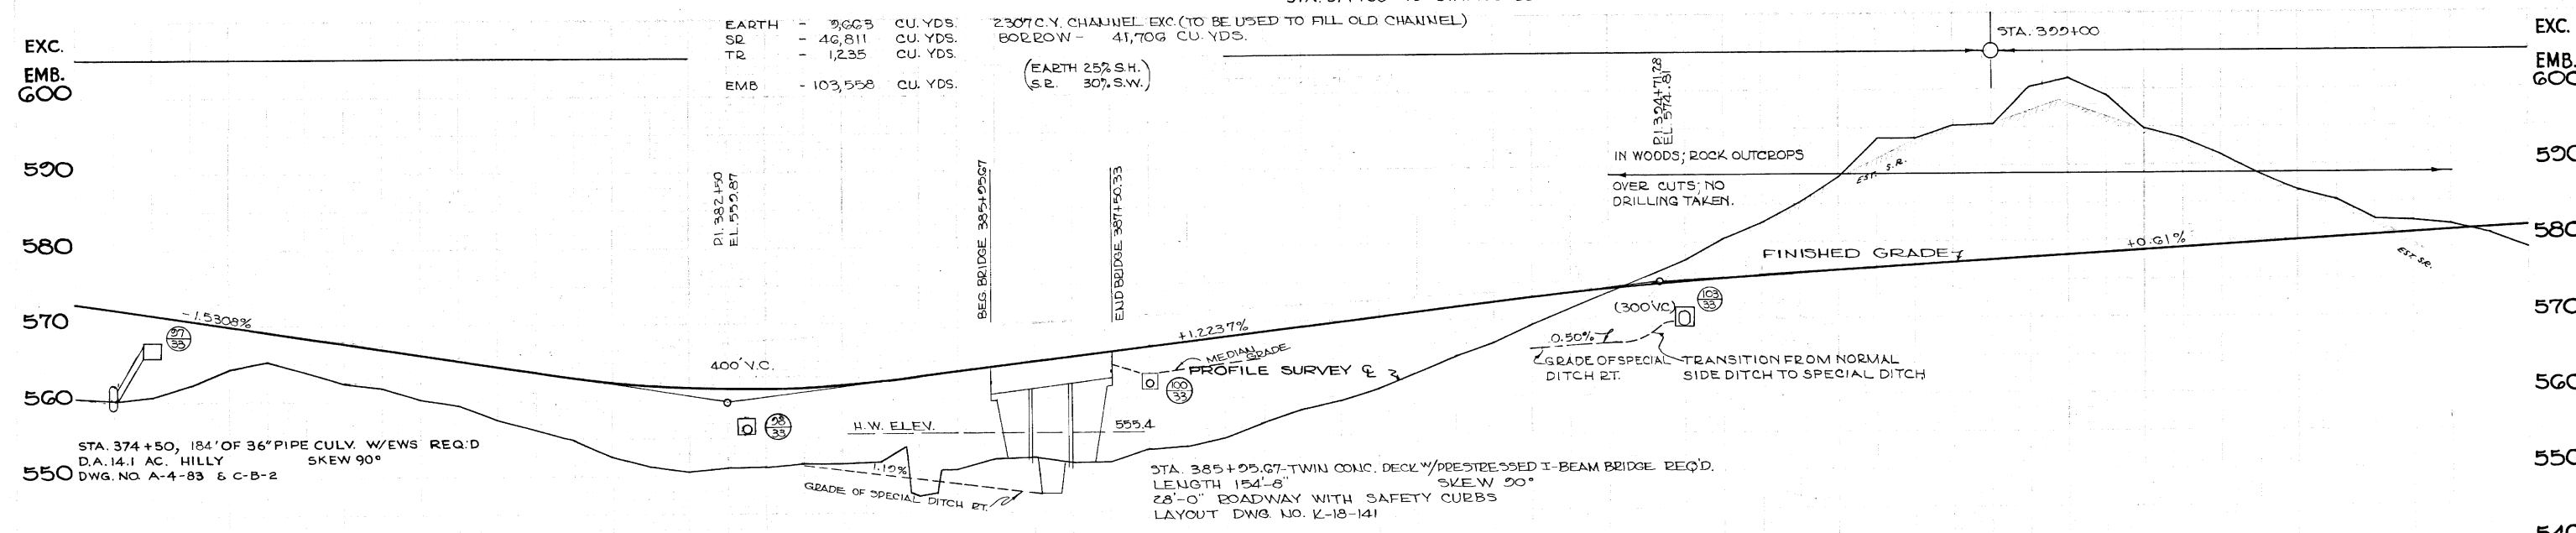 EARTH - 9,663 CU. YDS. 2307 C.Y. CHANNEL EXC. (TO BE USED TO FILL OLD CHANNEL)
SR - 46,811 CU. YDS. BORROW - 41,706 CU. YDS.
TR - 1,235 CU. YDS.
(EARTH 25% S.H.)
EMB - 103,558 CU. YDS. (S.R. 30% S.W.)
EXC.
EMB.
600
590
580
570
560
550
EXC.
EMB.
600
590
580
570
560
550
540
STA. 399+00
P.I. 394+71.28
EL. 574.81
IN WOODS; ROCK OUTCROPS
OVER CUTS; NO
DRILLING TAKEN.
EST. S.R.
P.I. 382+50
EL. 559.87
BEG. BRIDGE 385+95.67
END BRIDGE 387+50.33
FINISHED GRADE
+0.61%
EST. S.R.
-1.5308%
97
33
400' V.C.
+1.2237%
MEDIAN GRADE
PROFILE SURVEY ℄
100
33
(300' V.C.)
103
33
0.50%
GRADE OF SPECIAL
DITCH RT.
TRANSITION FROM NORMAL
SIDE DITCH TO SPECIAL DITCH
98
33
H.W. ELEV. 555.4
STA. 374+50, 184' OF 36" PIPE CULV. W/EWS REQ'D
D.A. 14.1 AC. HILLY SKEW 90°
DWG. NO. A-4-83 & C-B-2
1.19%
GRADE OF SPECIAL DITCH RT.
STA. 385+95.67-TWIN CONC. DECK W/PRESTRESSED I-BEAM BRIDGE REQ'D.
LENGTH 154'-8" SKEW 90°
28'-0" ROADWAY WITH SAFETY CURBS
LAYOUT DWG. NO. K-18-141